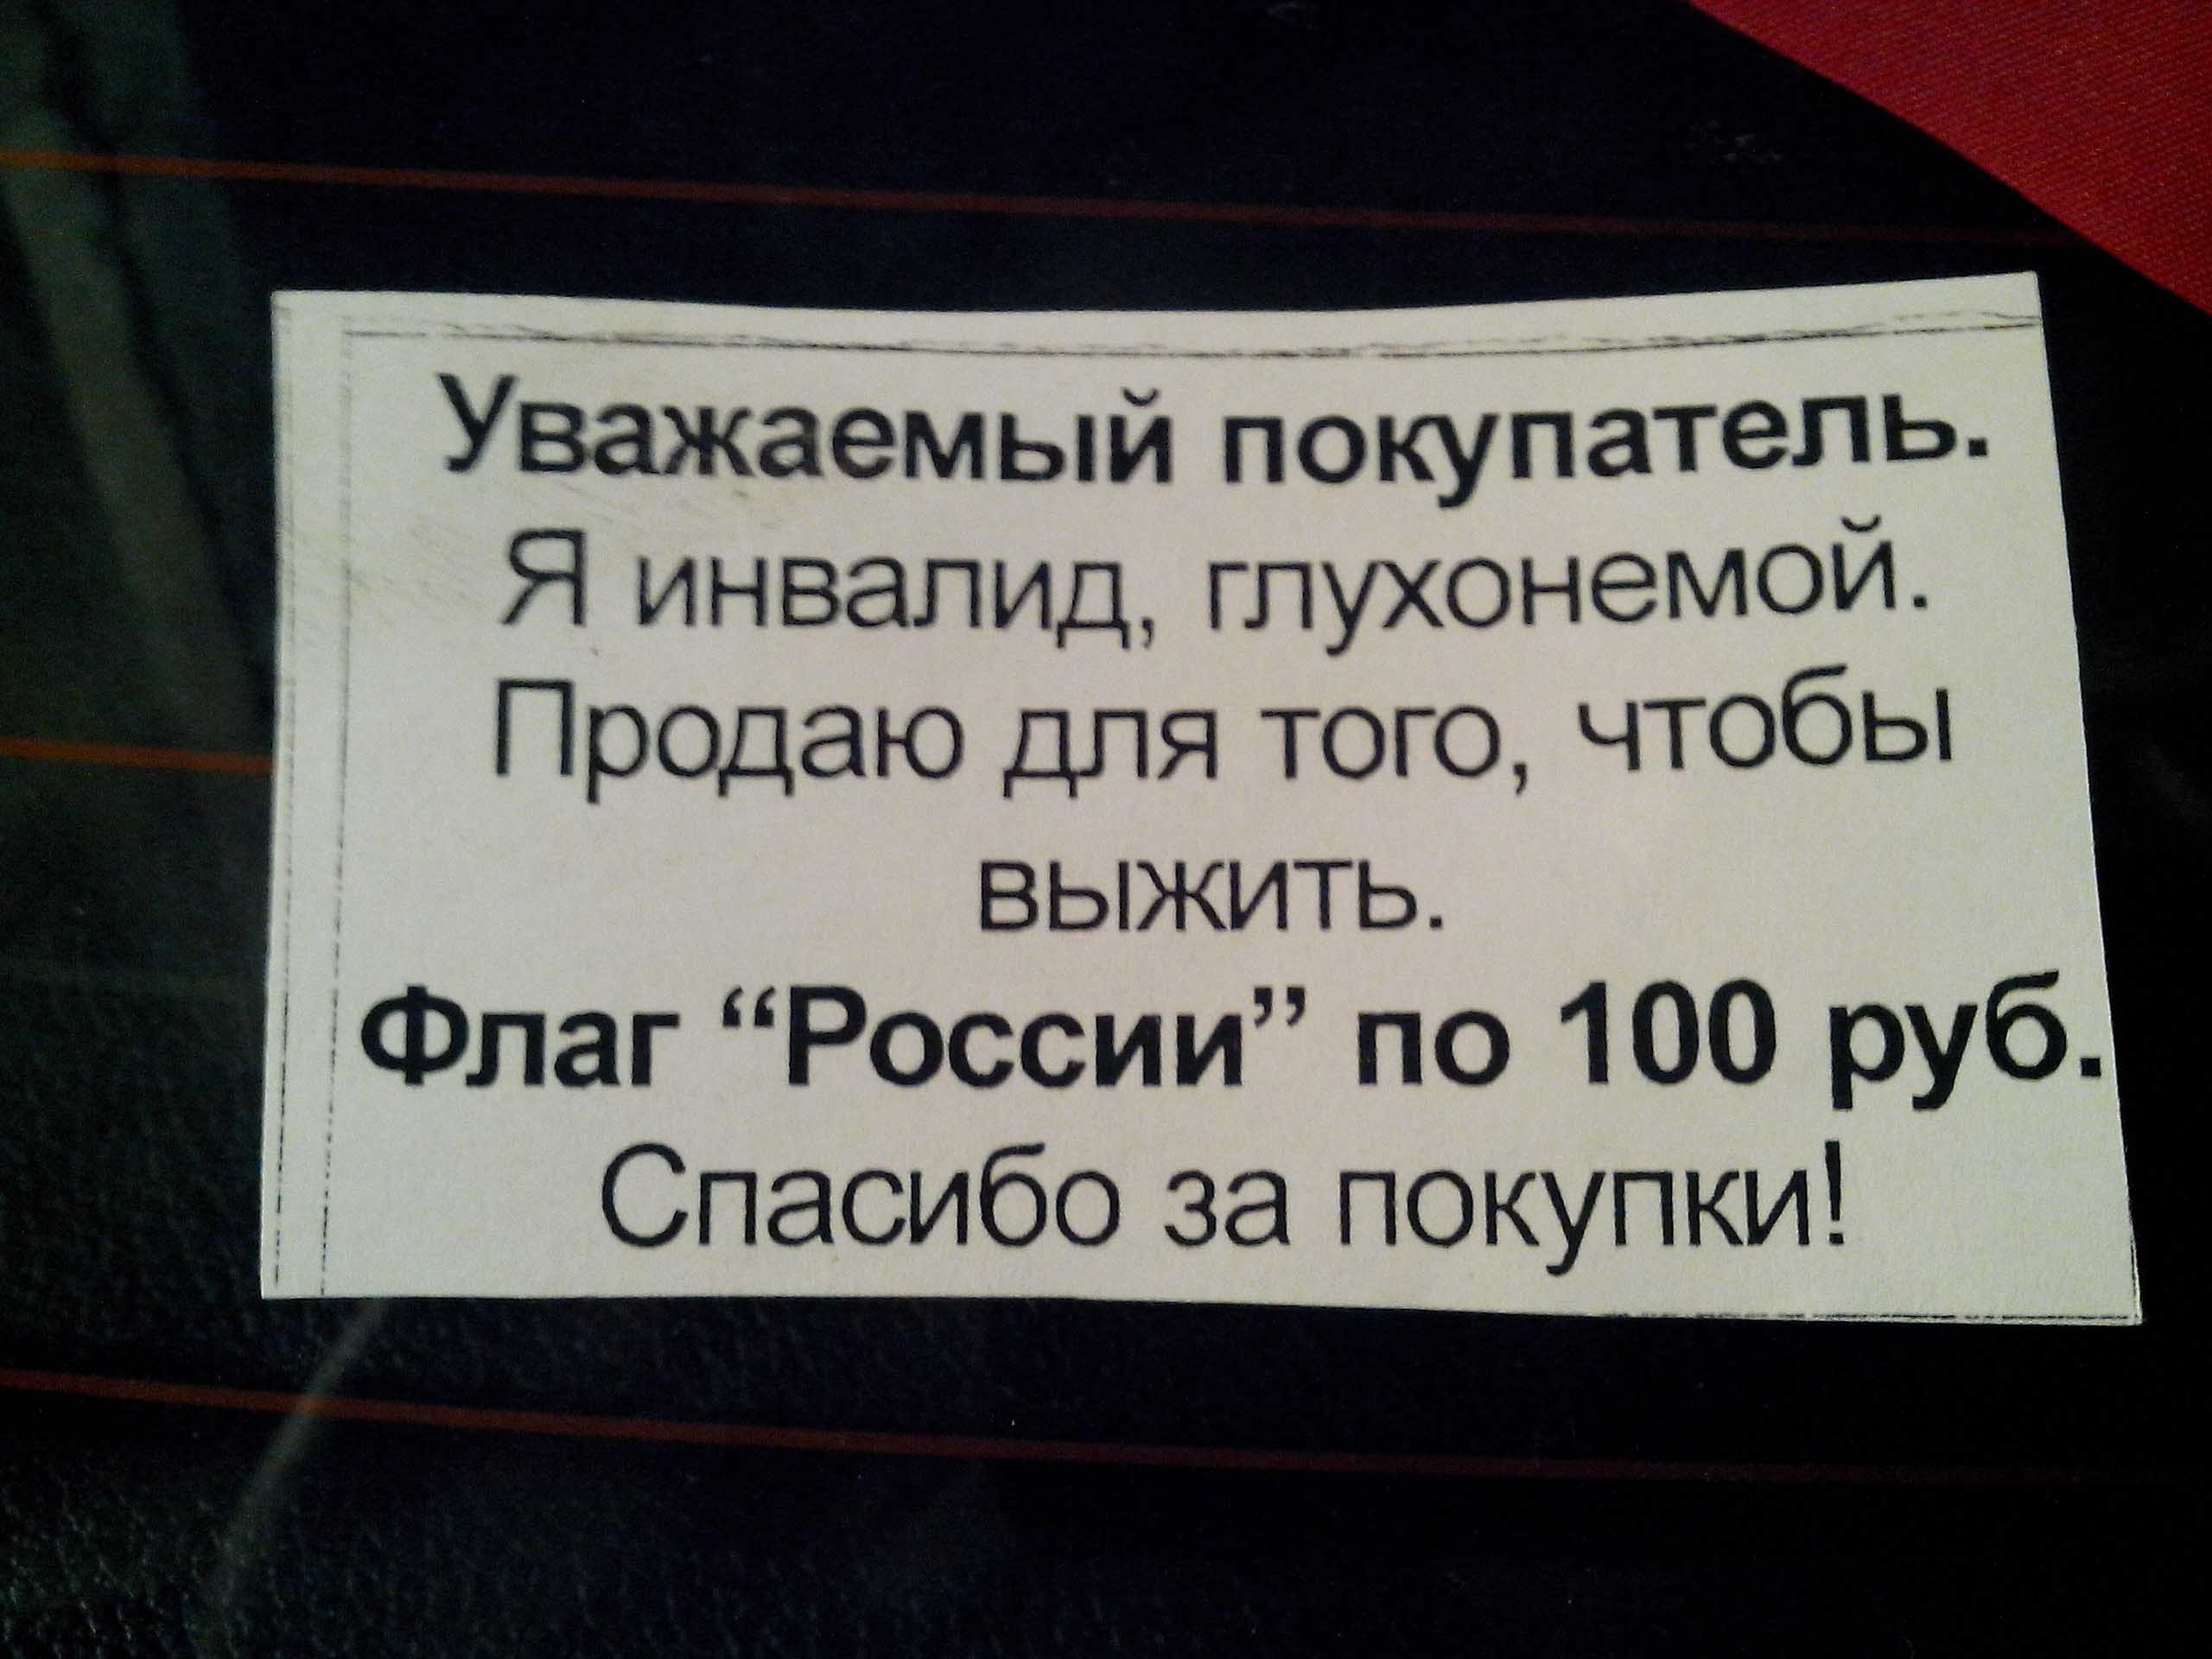 Уважаемый покупатель.
Я инвалид, глухонемой.
Продаю для того, чтобы
выжить.
Флаг “России” по 100 руб.
Спасибо за покупки!